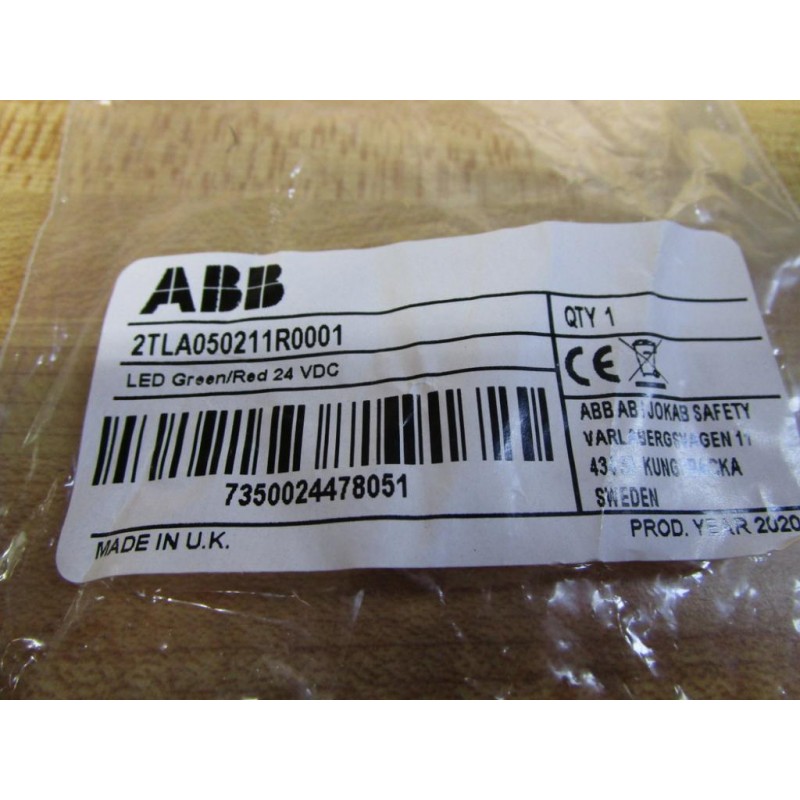 ABB
2TLA050211R0001
QTY 1
LED Green/Red 24 VDC
CE
7350024478051
ABB AB JOKAB SAFETY
KUNGSBACKA
SWEDEN
MADE IN U.K.
PROD. YEAR 2020